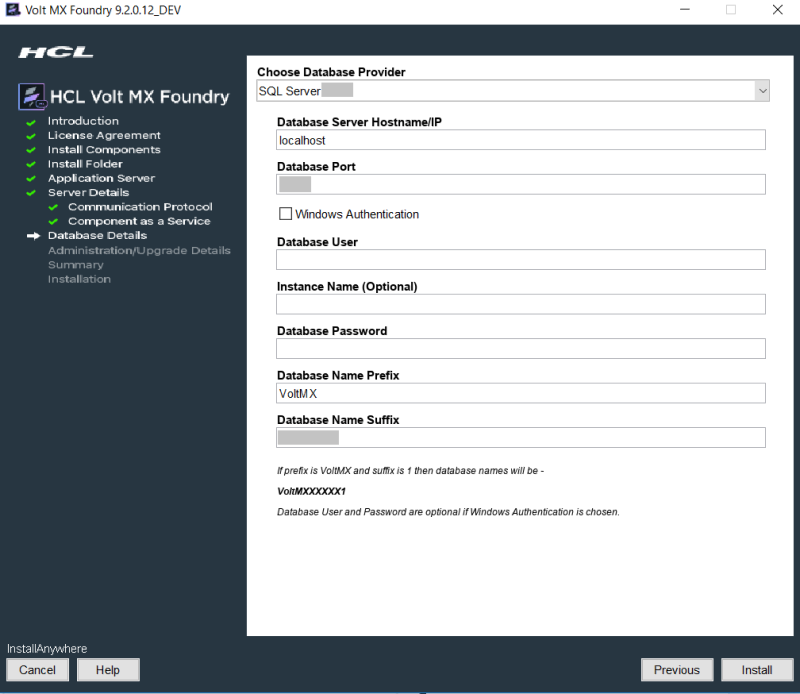 Volt MX Foundry 9.2.0.12_DEV
HCL
HCL Volt MX Foundry
Introduction
License Agreement
Install Components
Install Folder
Application Server
Server Details
Communication Protocol
Component as a Service
Database Details
Administration/Upgrade Details
Summary
Installation
Choose Database Provider
SQL Server
Database Server Hostname/IP
localhost
Database Port
Windows Authentication
Database User
Instance Name (Optional)
Database Password
Database Name Prefix
VoltMX
Database Name Suffix
If prefix is VoltMX and suffix is 1 then database names will be -
VoltMXXXXXX1
Database User and Password are optional if Windows Authentication is chosen.
InstallAnywhere
Cancel
Help
Previous
Install